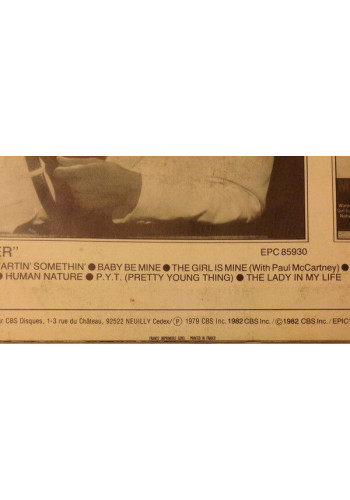 ER" EPC 85930
ARTIN' SOMETHIN' ● BABY BE MINE ● THE GIRL IS MINE (With Paul McCartney) ●
● HUMAN NATURE ● P.Y.T. (PRETTY YOUNG THING) ● THE LADY IN MY LIFE
r CBS Disques, 1-3 rue du Château, 92522 NEUILLY Cedex/Ⓟ 1979 CBS Inc. 1982 CBS Inc./©1982 CBS Inc./EPIC